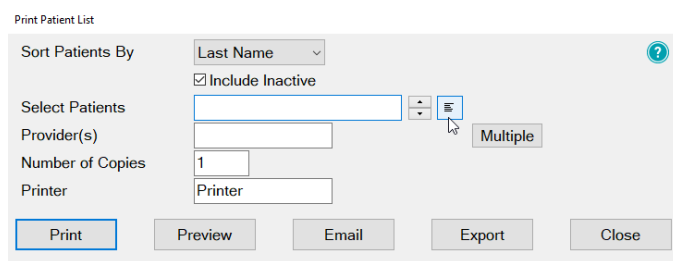 Print Patient List
Sort Patients By Last Name ?
Include Inactive
Select Patients
Provider(s) Multiple
Number of Copies 1
Printer Printer
Print Preview Email Export Close